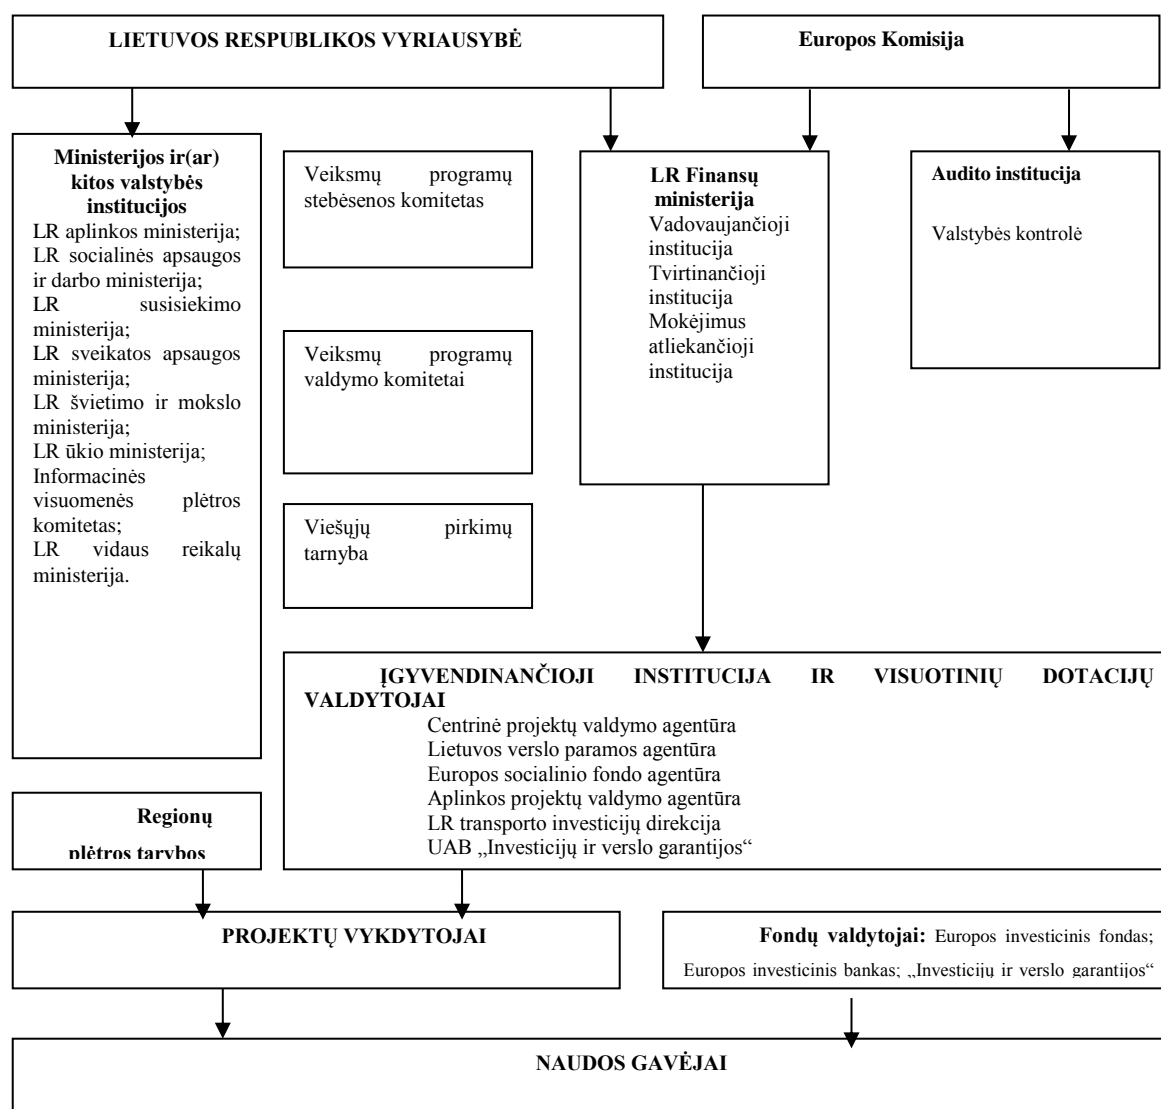 LIETUVOS RESPUBLIKOS VYRIAUSYBĖ
Europos Komisija
Ministerijos ir(ar)
kitos valstybės
institucijos
LR aplinkos ministerija;
LR socialinės apsaugos
ir darbo ministerija;
LR susisiekimo
ministerija;
LR sveikatos apsaugos
ministerija;
LR švietimo ir mokslo
ministerija;
LR ūkio ministerija;
Informacinės
visuomenės plėtros
komitetas;
LR vidaus reikalų
ministerija.
Veiksmų programų
stebėsenos komitetas
Veiksmų programų
valdymo komitetai
Viešųjų pirkimų
tarnyba
LR Finansų
ministerija
Vadovaujančioji
institucija
Tvirtinančioji
institucija
Mokėjimus
atliekančioji
institucija
Audito institucija
Valstybės kontrolė
ĮGYVENDINANČIOJI INSTITUCIJA IR VISUOTINIŲ DOTACIJŲ
VALDYTOJAI
Centrinė projektų valdymo agentūra
Lietuvos verslo paramos agentūra
Europos socialinio fondo agentūra
Aplinkos projektų valdymo agentūra
LR transporto investicijų direkcija
UAB „Investicijų ir verslo garantijos“
Regionų
plėtros tarybos
PROJEKTŲ VYKDYTOJAI
Fondų valdytojai: Europos investicinis fondas;
Europos investicinis bankas; „Investicijų ir verslo garantijos“
NAUDOS GAVĖJAI